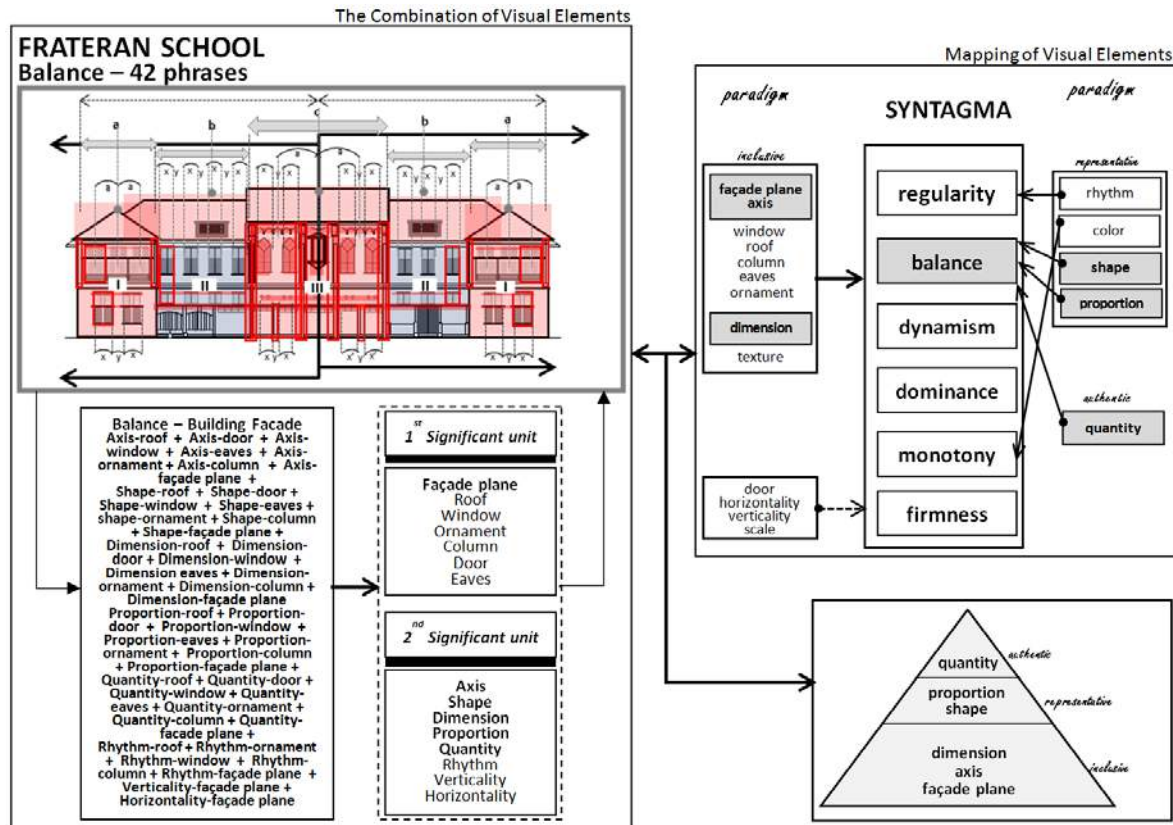 The Combination of Visual Elements
FRATERAN SCHOOL
Balance – 42 phrases
c
a
b
b
a
a
a
x
y
x
y
x
x
y
x
y
x
a
a
I
II
III
II
I
x
y
x
x
y
x
x
y
x
x
y
x
Balance – Building Facade
Axis-roof + Axis-door + Axis-
window + Axis-eaves + Axis-
ornament + Axis-column + Axis-
façade plane +
Shape-roof + Shape-door +
Shape-window + Shape-eaves +
shape-ornament + Shape-column
+ Shape-façade plane +
Dimension-roof + Dimension-
door + Dimension-window +
Dimension eaves + Dimension-
ornament + Dimension-column +
Dimension-façade plane
Proportion-roof + Proportion-
door + Proportion-window +
Proportion-eaves + Proportion-
ornament + Proportion-column
+ Proportion-façade plane +
Quantity-roof + Quantity-door +
Quantity-window + Quantity-
eaves + Quantity-ornament +
Quantity-column + Quantity-
facade plane +
Rhythm-roof + Rhythm-ornament
+ Rhythm-window + Rhythm-
column + Rhythm-façade plane +
Verticality-façade plane +
Horizontality-façade plane
1st Significant unit
Façade plane
Roof
Window
Ornament
Column
Door
Eaves
2nd Significant unit
Axis
Shape
Dimension
Proportion
Quantity
Rhythm
Verticality
Horizontality
Mapping of Visual Elements
paradigm
SYNTAGMA
paradigm
inclusive
façade plane
axis
window
roof
column
eaves
ornament
dimension
texture
door
horizontality
verticality
scale
regularity
balance
dynamism
dominance
monotony
firmness
representative
rhythm
color
shape
proportion
authentic
quantity
quantity
authentic
proportion
shape
representative
dimension
axis
façade plane
inclusive